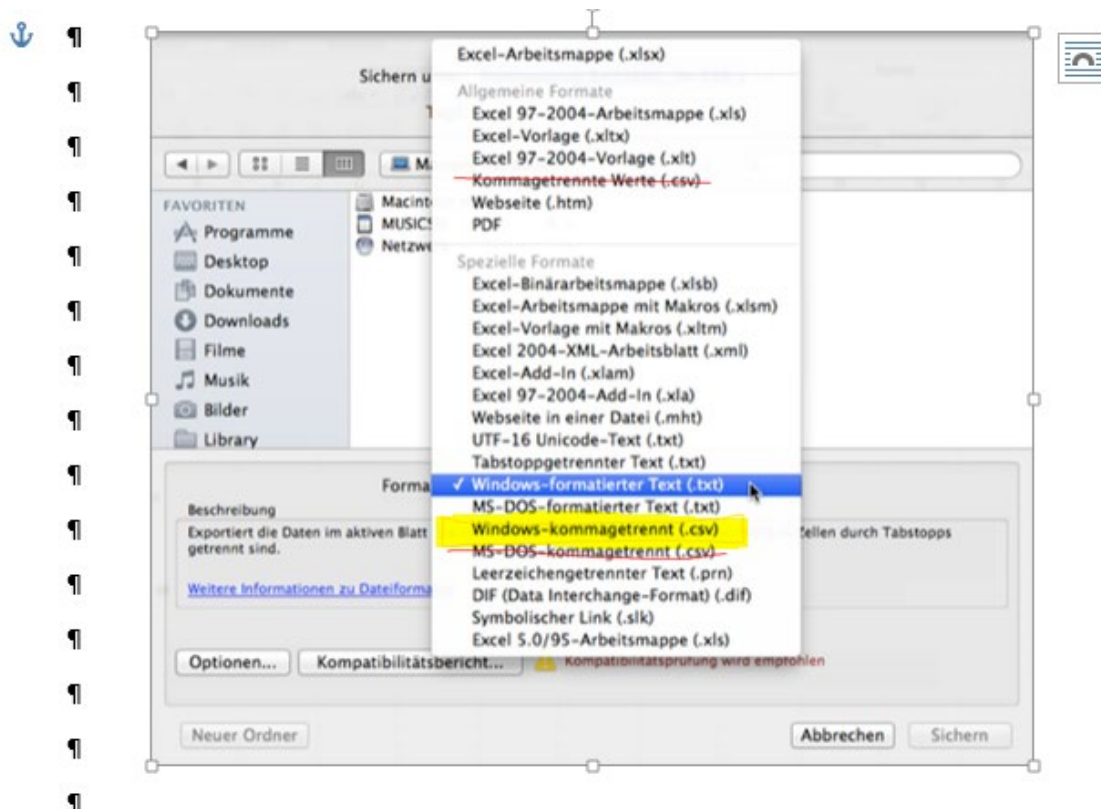 Excel-Arbeitsmappe (.xlsx)
Sichern u
Allgemeine Formate
Excel 97-2004-Arbeitsmappe (.xls)
Excel-Vorlage (.xltx)
Excel 97-2004-Vorlage (.xlt)
Kommagetrennte Werte (.csv)
Webseite (.htm)
PDF
FAVORITEN
Programme
Desktop
Dokumente
Downloads
Filme
Musik
Bilder
Library
Macint
MUSICS
Netzwe
Spezielle Formate
Excel-Binärarbeitsmappe (.xlsb)
Excel-Arbeitsmappe mit Makros (.xlsm)
Excel-Vorlage mit Makros (.xltm)
Excel 2004-XML-Arbeitsblatt (.xml)
Excel-Add-In (.xlam)
Excel 97-2004-Add-In (.xla)
Webseite in einer Datei (.mht)
UTF-16 Unicode-Text (.txt)
Tabstoppgetrennter Text (.txt)
Forma
✓ Windows-formatierter Text (.txt)
MS-DOS-formatierter Text (.txt)
Windows-kommagetrennt (.csv)
MS-DOS-kommagetrennt (.csv)
Leerzeichengetrennter Text (.prn)
DIF (Data Interchange-Format) (.dif)
Symbolischer Link (.slk)
Excel 5.0/95-Arbeitsmappe (.xls)
Beschreibung
Exportiert die Daten im aktiven Blatt Zellen durch Tabstopps
getrennt sind.
Weitere Informationen zu Dateiforma
Optionen... Kompatibilitätsbericht... Kompatibilitätsprüfung wird empfohlen
Neuer Ordner Abbrechen Sichern